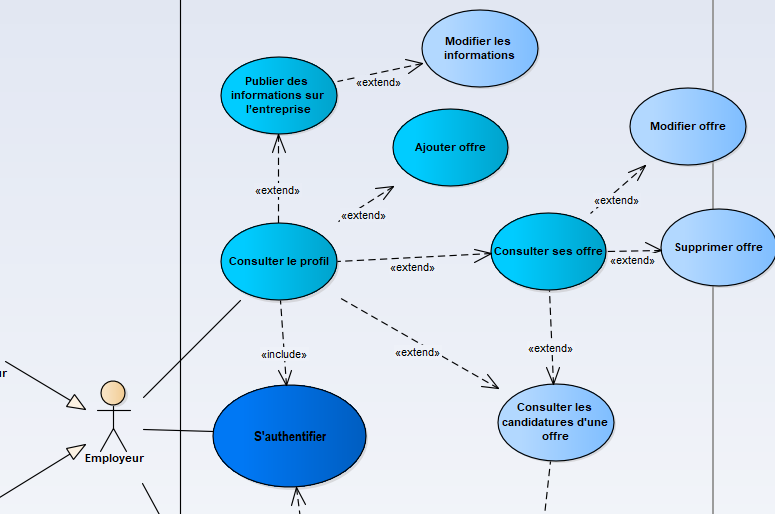 Modifier les
informations
«extend»
Publier des
informations sur
l'entreprise
Modifier offre
Ajouter offre
«extend»
«extend»
«extend»
Consulter le profil
«extend»
Consulter ses offre
«extend»
Supprimer offre
«include»
«extend»
«extend»
Consulter les
candidatures d'une
offre
S'authentifier
Employeur